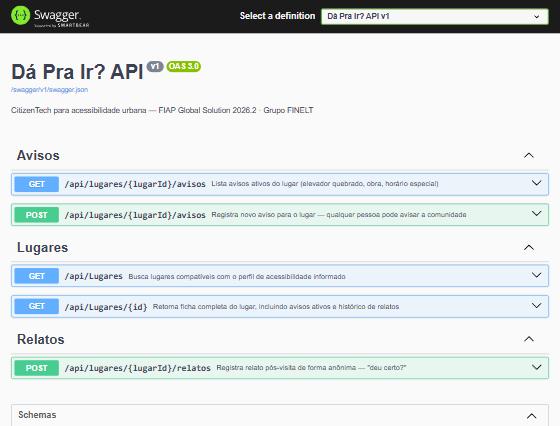 Swagger.
Supported by SMARTBEAR
Select a definition
Dá Pra Ir? API v1
Dá Pra Ir? API v1 OAS 3.0
/swagger/v1/swagger.json
CitizenTech para acessibilidade urbana — FIAP Global Solution 2026.2 · Grupo FINELT
Avisos
GET /api/lugares/{lugarId}/avisos Lista avisos ativos do lugar (elevador quebrado, obra, horário especial)
POST /api/lugares/{lugarId}/avisos Registra novo aviso para o lugar — qualquer pessoa pode avisar a comunidade
Lugares
GET /api/Lugares Busca lugares compatíveis com o perfil de acessibilidade informado
GET /api/Lugares/{id} Retorna ficha completa do lugar, incluindo avisos ativos e histórico de relatos
Relatos
POST /api/lugares/{lugarId}/relatos Registra relato pós-visita de forma anônima — "deu certo?"
Schemas